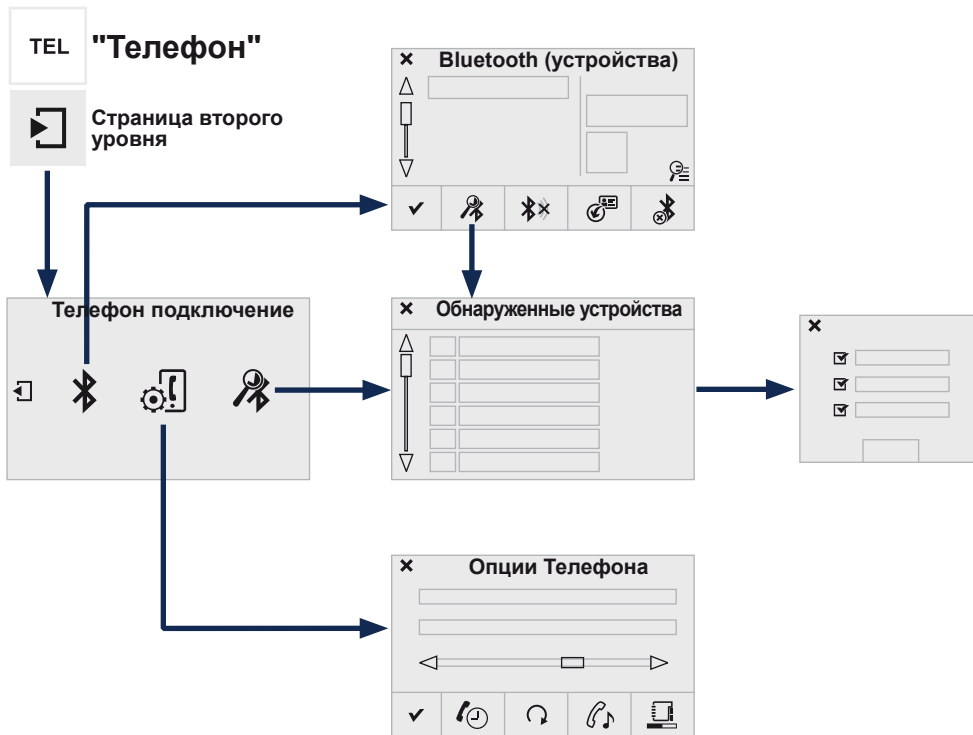 TEL
"Телефон"
Страница второго
уровня
Bluetooth (устройства)
Телефон подключение
Обнаруженные устройства
Опции Телефона